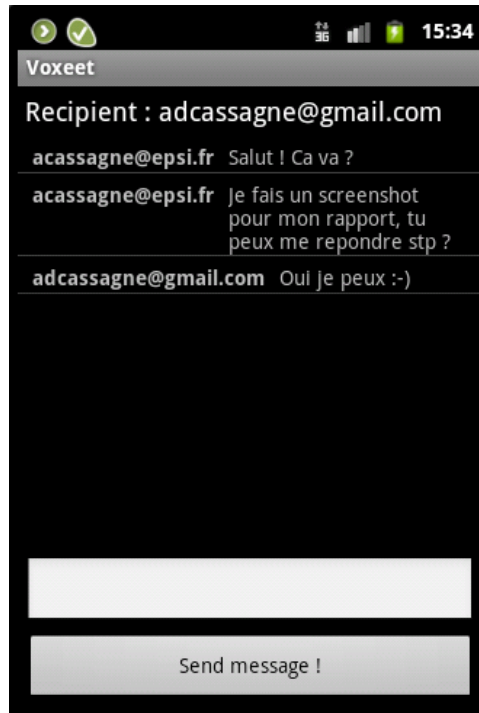 3G 15:34
Voxeet
Recipient : adcassagne@gmail.com
acassagne@epsi.fr Salut ! Ca va ?
acassagne@epsi.fr Je fais un screenshot
pour mon rapport, tu
peux me repondre stp ?
adcassagne@gmail.com Oui je peux :-)
Send message !